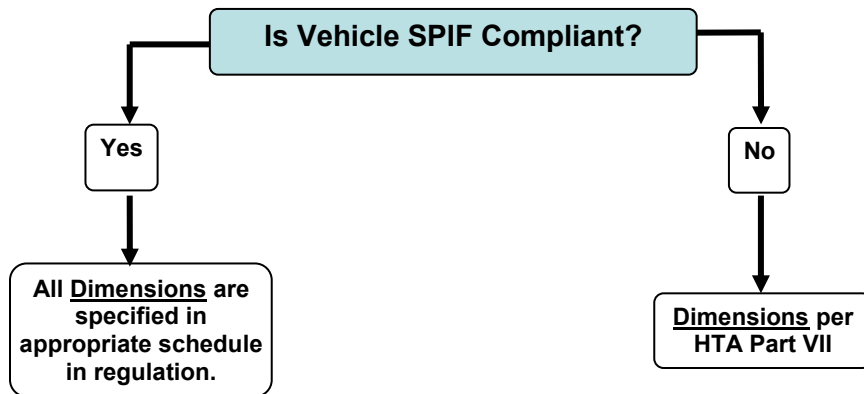 Is Vehicle SPIF Compliant?
Yes
No
All Dimensions are
specified in
appropriate schedule
in regulation.
Dimensions per
HTA Part VII